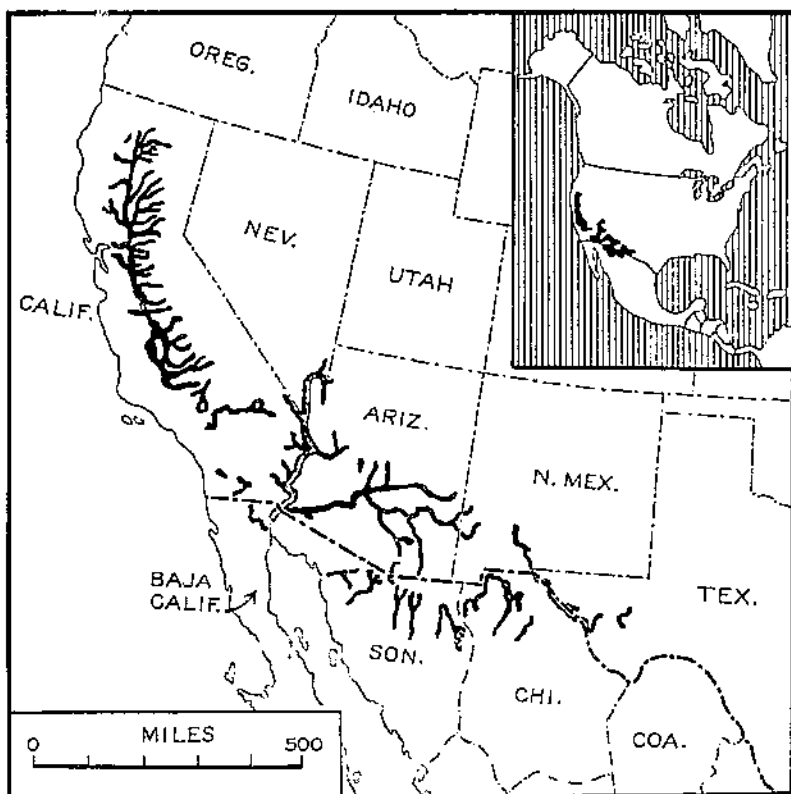 OREG.
IDAHO
NEV.
UTAH
CALIF.
ARIZ.
N. MEX.
BAJA
CALIF.
TEX.
SON.
CHI.
COA.
MILES
0 500